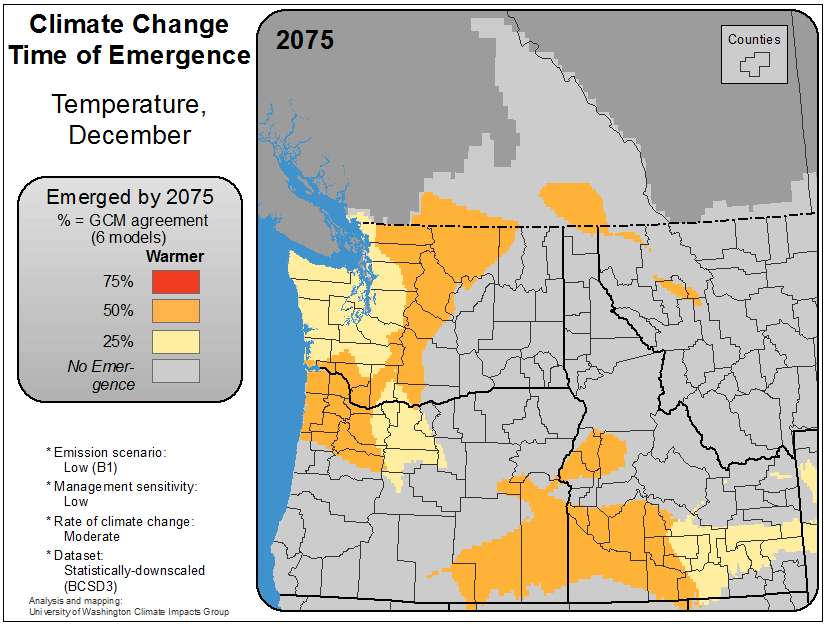 Climate Change
Time of Emergence
Temperature,
December
Emerged by 2075
% = GCM agreement
(6 models)
Warmer
75%
50%
25%
No Emer-
gence
* Emission scenario:
Low (B1)
* Management sensitivity:
Low
* Rate of climate change:
Moderate
* Dataset:
Statistically-downscaled
(BCSD3)
Analysis and mapping:
University of Washington Climate Impacts Group
2075
Counties